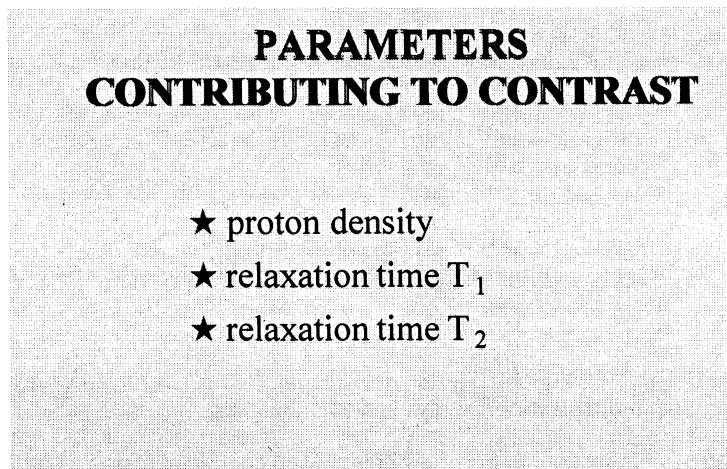 PARAMETERS
CONTRIBUTING TO CONTRAST
★ proton density
★ relaxation time T₁
★ relaxation time T₂